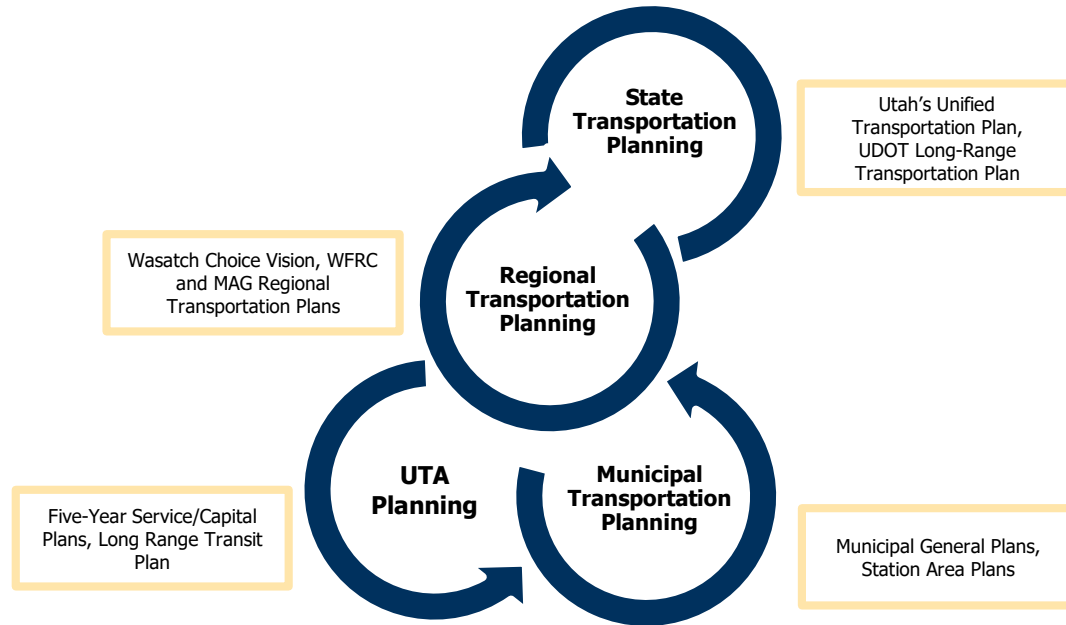 State
Transportation
Planning
Utah's Unified
Transportation Plan,
UDOT Long-Range
Transportation Plan
Wasatch Choice Vision, WFRC
and MAG Regional
Transportation Plans
Regional
Transportation
Planning
UTA
Planning
Municipal
Transportation
Planning
Five-Year Service/Capital
Plans, Long Range Transit
Plan
Municipal General Plans,
Station Area Plans